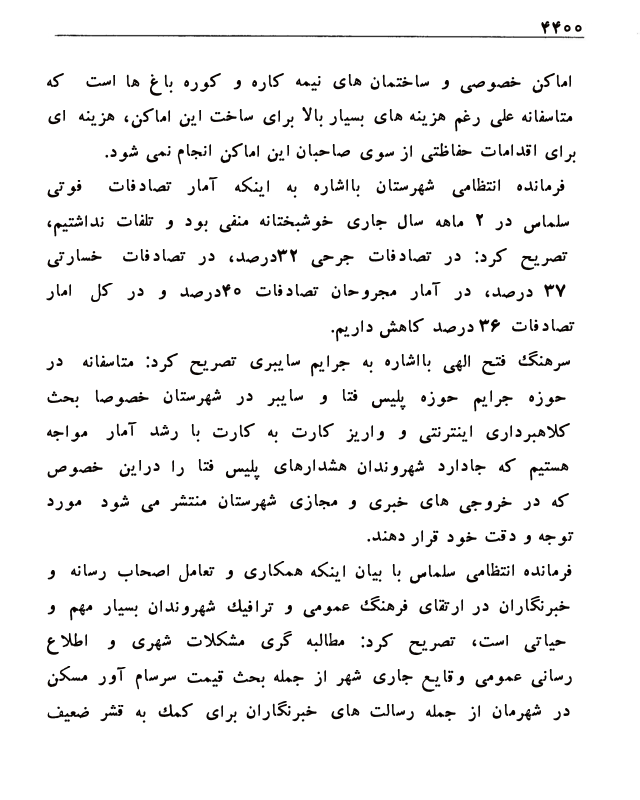 ۴۴۰۰
اماکن خصوصی و ساختمان های نیمه کاره و کوره باغ ها است که
متاسفانه علی رغم هزینه های بسیار بالا برای ساخت این اماکن، هزینه ای
برای اقدامات حفاظتی از سوی صاحبان این اماکن انجام نمی شود.
فرمانده انتظامی شهرستان بااشاره به اینکه آمار تصادفات فوتی
سلماس در ۲ ماهه سال جاری خوشبختانه منفی بود و تلفات نداشتیم،
تصریح کرد: در تصادفات جرحی ۳۲درصد، در تصادفات خسارتی
۳۷ درصد، در آمار مجروحان تصادفات ۴۰درصد و در کل امار
تصادفات ۳۶ درصد کاهش داریم.
سرهنگ فتح الهی بااشاره به جرایم سایبری تصریح کرد: متاسفانه در
حوزه جرایم حوزه پلیس فتا و سایبر در شهرستان خصوصا بحث
کلاهبرداری اینترنتی و واریز کارت به کارت با رشد آمار مواجه
هستیم که جادارد شهروندان هشدارهای پلیس فتا را دراین خصوص
که در خروجی های خبری و مجازی شهرستان منتشر می شود مورد
توجه و دقت خود قرار دهند.
فرمانده انتظامی سلماس با بیان اینکه همکاری و تعامل اصحاب رسانه و
خبرنگاران در ارتقای فرهنگ عمومی و ترافیک شهروندان بسیار مهم و
حیاتی است، تصریح کرد: مطالبه گری مشکلات شهری و اطلاع
رسانی عمومی وقایع جاری شهر از جمله بحث قیمت سرسام آور مسکن
در شهرمان از جمله رسالت های خبرنگاران برای کمک به قشر ضعیف